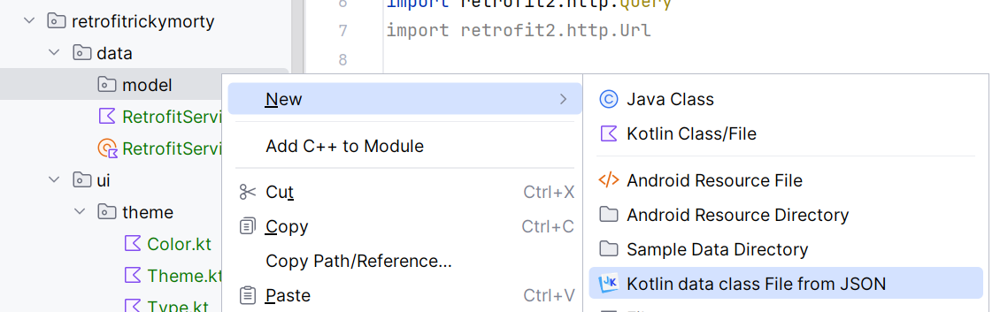 retrofitrickymorty
data
model
RetrofitServi
RetrofitServi
ui
theme
Color.kt
Theme.kt
Type.kt
6 import retrofit2.http.Query
7 import retrofit2.http.Url
8
New
Add C++ to Module
Cut Ctrl+X
Copy Ctrl+C
Copy Path/Reference...
Paste Ctrl+V
Java Class
Kotlin Class/File
Android Resource File
Android Resource Directory
Sample Data Directory
Kotlin data class File from JSON